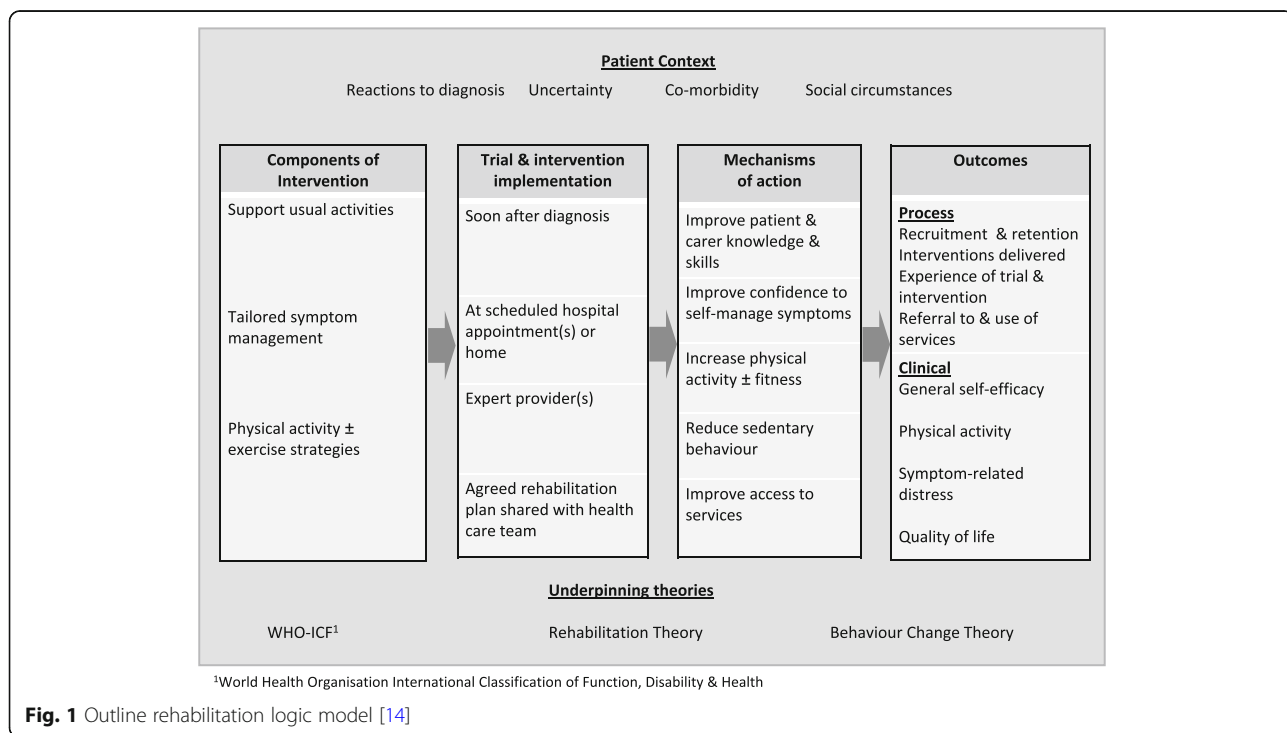 Patient Context
Reactions to diagnosis Uncertainty Co-morbidity Social circumstances
Components of
Intervention
Support usual activities
Tailored symptom
management
Physical activity ±
exercise strategies
Trial & intervention
implementation
Soon after diagnosis
At scheduled hospital
appointment(s) or
home
Expert provider(s)
Agreed rehabilitation
plan shared with health
care team
Mechanisms
of action
Improve patient &
carer knowledge &
skills
Improve confidence to
self-manage symptoms
Increase physical
activity ± fitness
Reduce sedentary
behaviour
Improve access to
services
Outcomes
Process
Recruitment & retention
Interventions delivered
Experience of trial &
intervention
Referral to & use of
services
Clinical
General self-efficacy
Physical activity
Symptom-related
distress
Quality of life
Underpinning theories
WHO-ICF¹ Rehabilitation Theory Behaviour Change Theory
¹World Health Organisation International Classification of Function, Disability & Health
Fig. 1 Outline rehabilitation logic model [14]